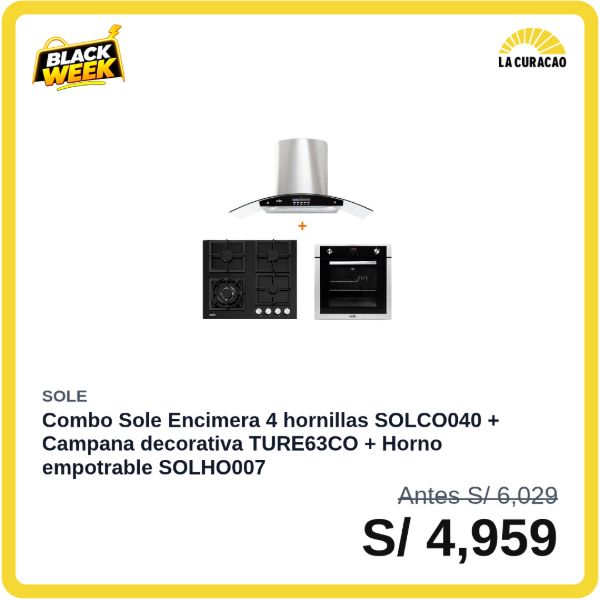 BLACK
WEEK
LA CURACAO
SOLE
Combo Sole Encimera 4 hornillas SOLCO040 +
Campana decorativa TURE63CO + Horno
empotrable SOLHO007
Antes S/ 6,029
S/ 4,959